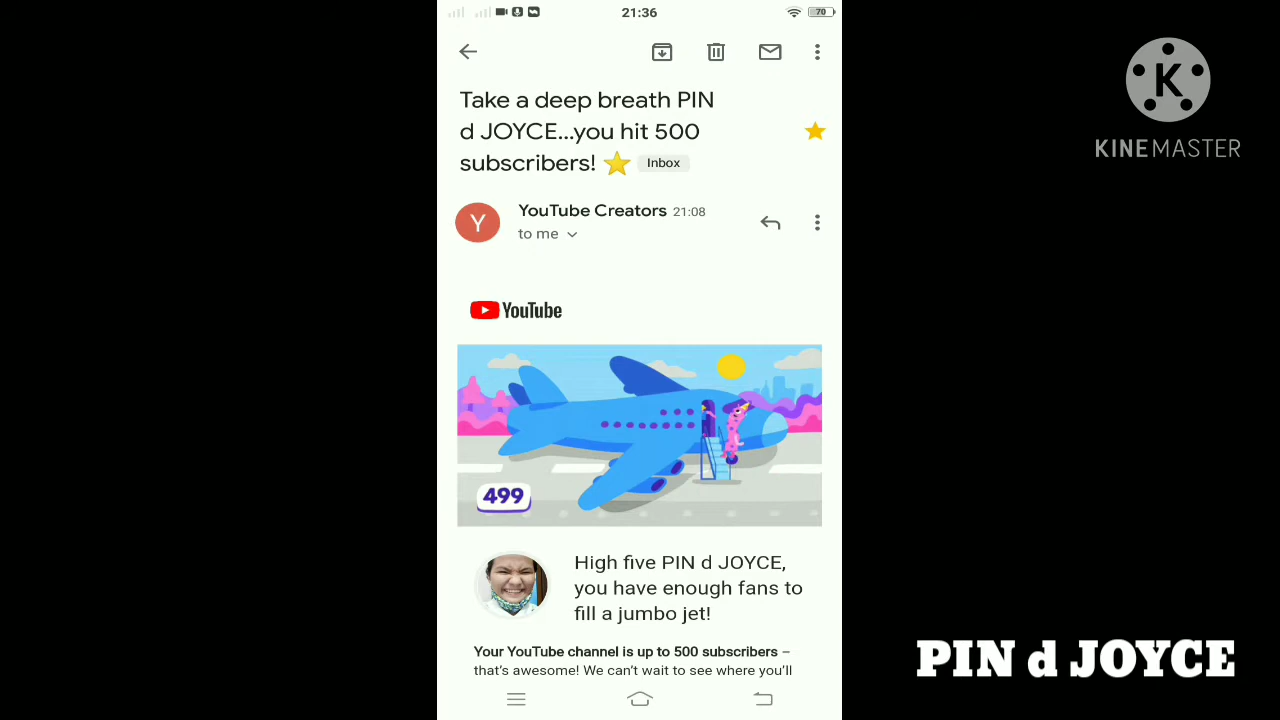 21:36
70
Take a deep breath PIN
d JOYCE...you hit 500
subscribers! Inbox
Y
YouTube Creators 21:08
to me
YouTube
499
High five PIN d JOYCE,
you have enough fans to
fill a jumbo jet!
Your YouTube channel is up to 500 subscribers –
that's awesome! We can't wait to see where you'll
K
KINEMASTER
PIN d JOYCE